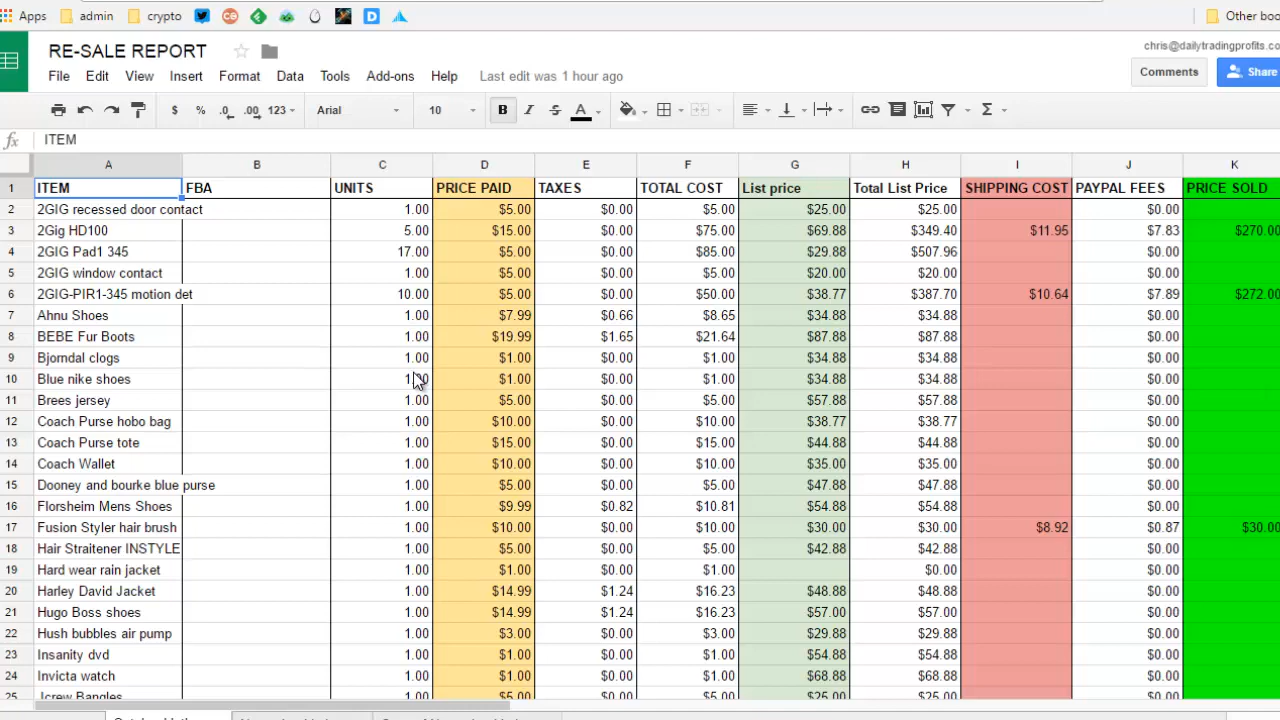 Apps admin crypto Other boo
RE-SALE REPORT
chris@dailytradingprofits.co
File Edit View Insert Format Data Tools Add-ons Help Last edit was 1 hour ago
Comments Share
$ % .0 .00 123 Arial 10 B I S A Σ
fx ITEM
A B C D E F G H I J K
1 ITEM FBA UNITS PRICE PAID TAXES TOTAL COST List price Total List Price SHIPPING COST PAYPAL FEES PRICE SOLD
2 2GIG recessed door contact 1.00 $5.00 $0.00 $5.00 $25.00 $25.00 $0.00
3 2Gig HD100 5.00 $15.00 $0.00 $75.00 $69.88 $349.40 $11.95 $7.83 $270.00
4 2GIG Pad1 345 17.00 $5.00 $0.00 $85.00 $29.88 $507.96 $0.00
5 2GIG window contact 1.00 $5.00 $0.00 $5.00 $20.00 $20.00 $0.00
6 2GIG-PIR1-345 motion det 10.00 $5.00 $0.00 $50.00 $38.77 $387.70 $10.64 $7.89 $272.00
7 Ahnu Shoes 1.00 $7.99 $0.66 $8.65 $34.88 $34.88 $0.00
8 BEBE Fur Boots 1.00 $19.99 $1.65 $21.64 $87.88 $87.88 $0.00
9 Bjorndal clogs 1.00 $1.00 $0.00 $1.00 $34.88 $34.88 $0.00
10 Blue nike shoes 1.00 $1.00 $0.00 $1.00 $34.88 $34.88 $0.00
11 Brees jersey 1.00 $5.00 $0.00 $5.00 $57.88 $57.88 $0.00
12 Coach Purse hobo bag 1.00 $10.00 $0.00 $10.00 $38.77 $38.77 $0.00
13 Coach Purse tote 1.00 $15.00 $0.00 $15.00 $44.88 $44.88 $0.00
14 Coach Wallet 1.00 $10.00 $0.00 $10.00 $35.00 $35.00 $0.00
15 Dooney and bourke blue purse 1.00 $5.00 $0.00 $5.00 $47.88 $47.88 $0.00
16 Florsheim Mens Shoes 1.00 $9.99 $0.82 $10.81 $54.88 $54.88 $0.00
17 Fusion Styler hair brush 1.00 $10.00 $0.00 $10.00 $30.00 $30.00 $8.92 $0.87 $30.00
18 Hair Straitener INSTYLE 1.00 $5.00 $0.00 $5.00 $42.88 $42.88 $0.00
19 Hard wear rain jacket 1.00 $1.00 $0.00 $1.00 $0.00 $0.00
20 Harley David Jacket 1.00 $14.99 $1.24 $16.23 $48.88 $48.88 $0.00
21 Hugo Boss shoes 1.00 $14.99 $1.24 $16.23 $57.00 $57.00 $0.00
22 Hush bubbles air pump 1.00 $3.00 $0.00 $3.00 $29.88 $29.88 $0.00
23 Insanity dvd 1.00 $1.00 $0.00 $1.00 $54.88 $54.88 $0.00
24 Invicta watch 1.00 $1.00 $0.00 $1.00 $68.88 $68.88 $0.00
25 Jcrew Bangles 1.00 $5.00 $0.00 $5.00 $25.00 $25.00 $0.00